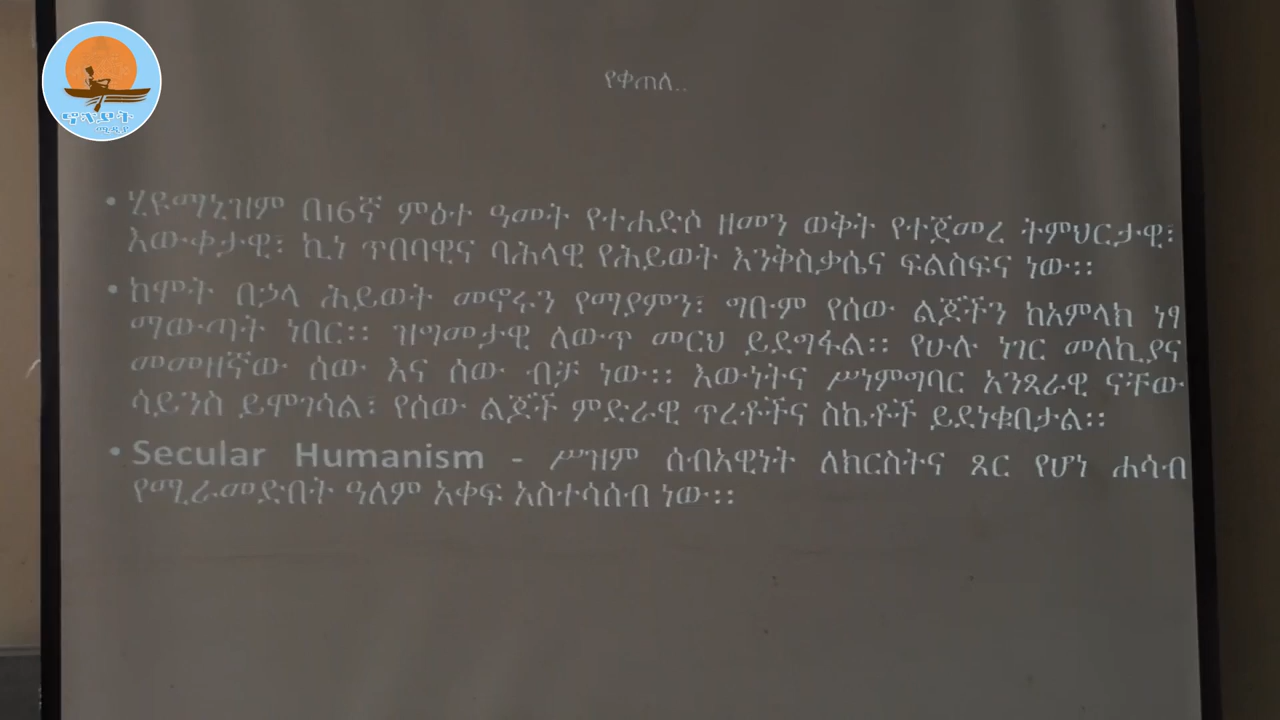 ኖላዊያት
ሚዲያ
የቀጠለ..
• ሂዩማኒዝም በ16ኛ ምዕተ ዓመት የተሐድሶ ዘመን ወቅት የተጀመረ ትምህርታዊ፣
እውቀታዊ፣ ኪነ ጥበባዊና ባሕላዊ የሕይወት እንቅስቃሴና ፍልስፍና ነው፡፡
• ከሞት በኃላ ሕይወት መኖሩን የማያምን፣ ግቡም የሰው ልጆችን ከአምላክ ነፃ
ማውጣት ነበር፡፡ ዝግመታዊ ለውጥ መርህ ይደግፋል፡፡ የሁሉ ነገር መለኪያና
መመዘኛው ሰው እና ሰው ብቻ ነው፡፡ እውነትና ሥነምግባር አንጻራዊ ናቸው
ሳይንስ ይሞገሳል፣ የሰው ልጆች ምድራዊ ጥረቶችና ስኬቶች ይደነቁበታል፡፡
• Secular Humanism - ሥዝም ሰብአዊነት ለክርስትና ጸር የሆነ ሐሳብ
የሚራመድበት ዓለም አቀፍ አስተሳሰብ ነው፡፡